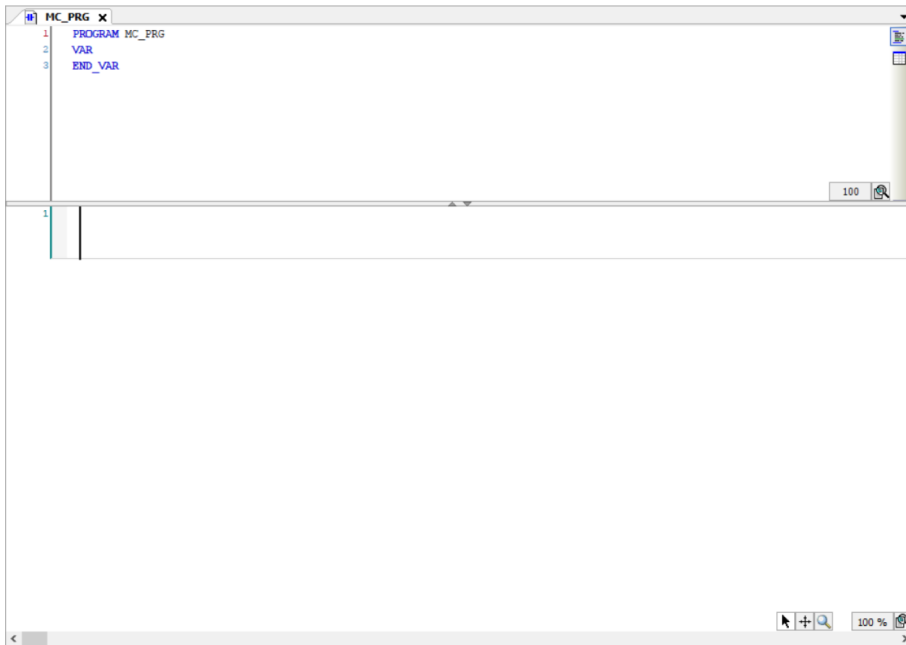 MC_PRG
1 PROGRAM MC_PRG
2 VAR
3 END_VAR
100
1
100 %